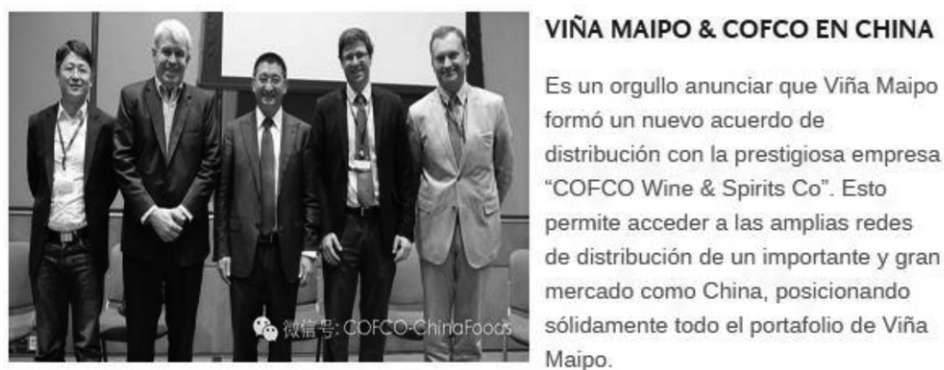 VIÑA MAIPO & COFCO EN CHINA
Es un orgullo anunciar que Viña Maipo
formó un nuevo acuerdo de
distribución con la prestigiosa empresa
“COFCO Wine & Spirits Co”. Esto
permite acceder a las amplias redes
de distribución de un importante y gran
mercado como China, posicionando
sólidamente todo el portafolio de Viña
Maipo.
微信号: COFCO-ChinaFoods